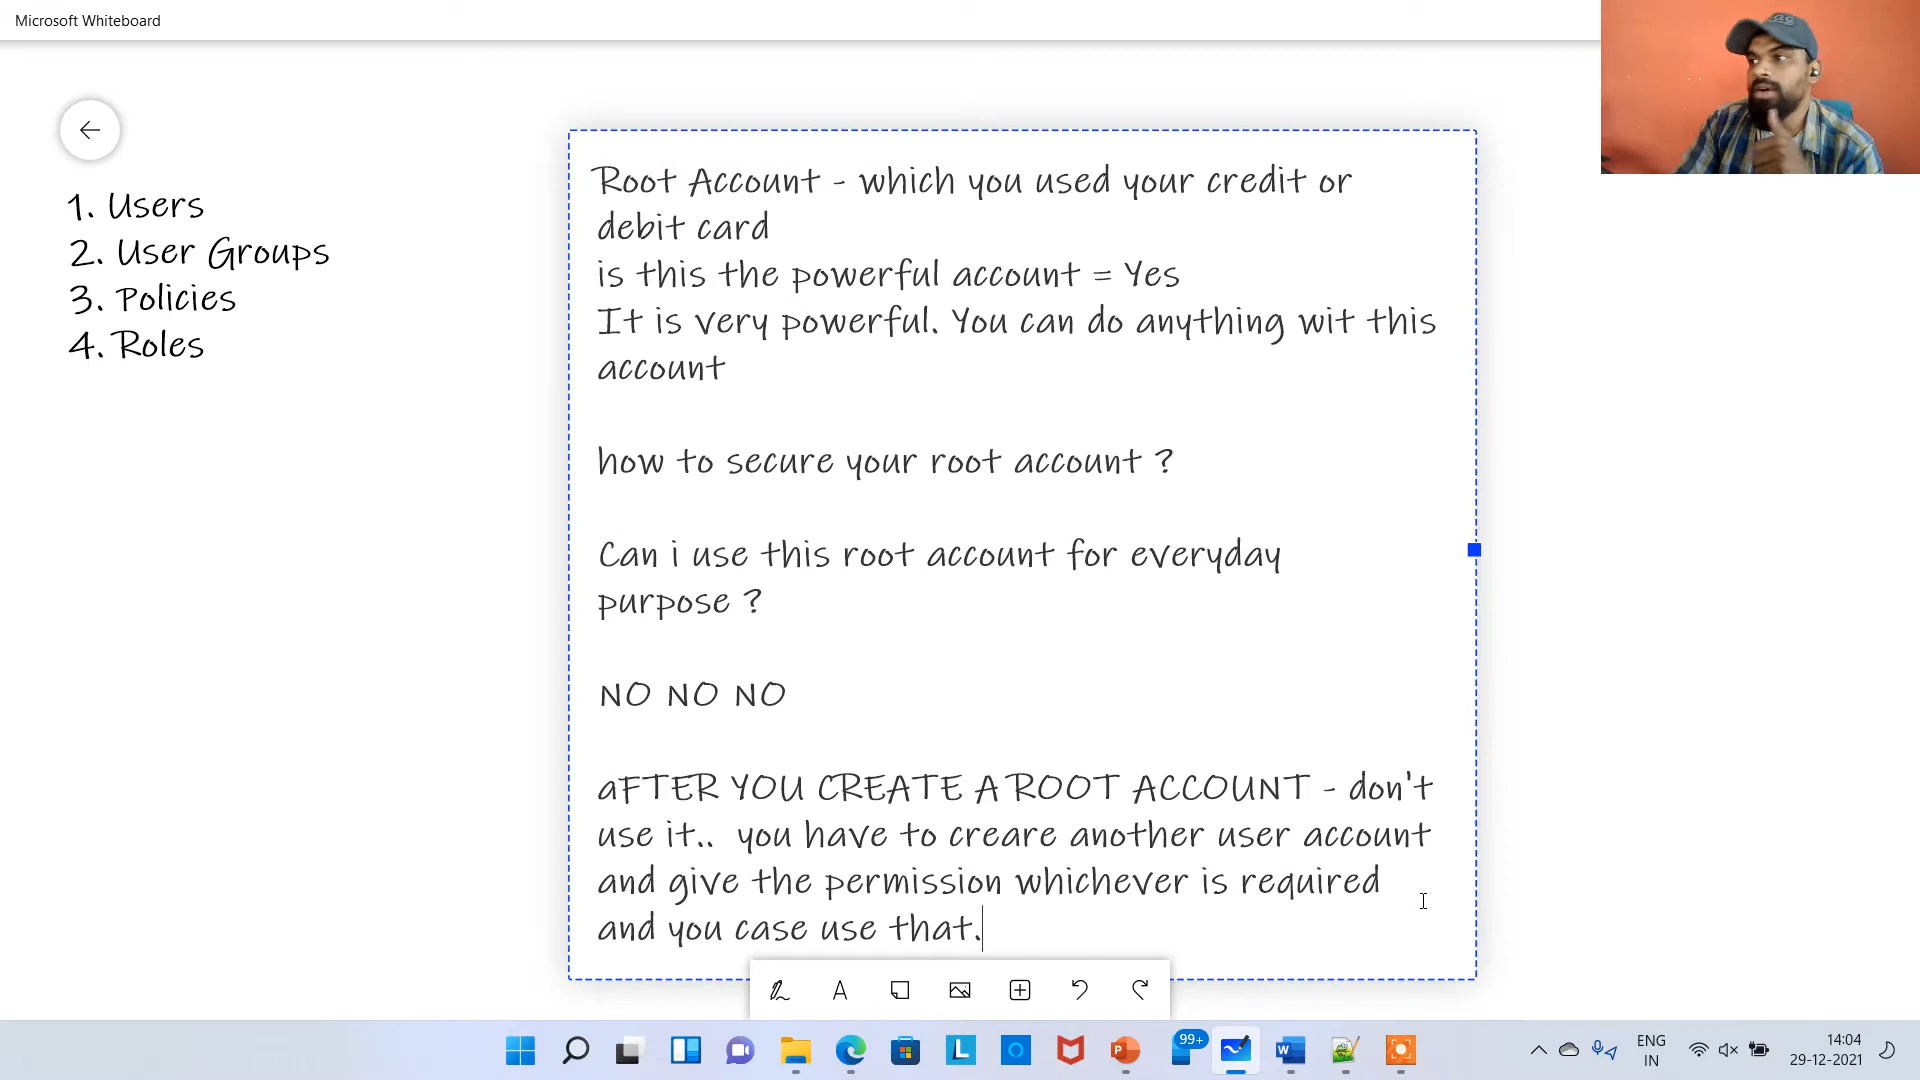 Microsoft Whiteboard
1. Users
2. User Groups
3. Policies
4. Roles
Root Account - which you used your credit or
debit card
is this the powerful account = Yes
It is very powerful. You can do anything wit this
account
how to secure your root account ?
Can i use this root account for everyday
purpose ?
NO NO NO
aFTER YOU CREATE A ROOT ACCOUNT - don't
use it.. you have to creare another user account
and give the permission whichever is required
and you case use that.
99+
ENG
IN
14:04
29-12-2021